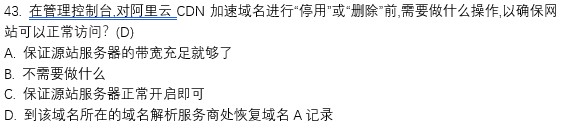 43. 在管理控制台,对阿里云 CDN 加速域名进行“停用”或“删除”前,需要做什么操作,以确保网
站可以正常访问? (D)
A. 保证源站服务器的带宽充足就够了
B. 不需要做什么
C. 保证源站服务器正常开启即可
D. 到该域名所在的域名解析服务商处恢复域名 A 记录